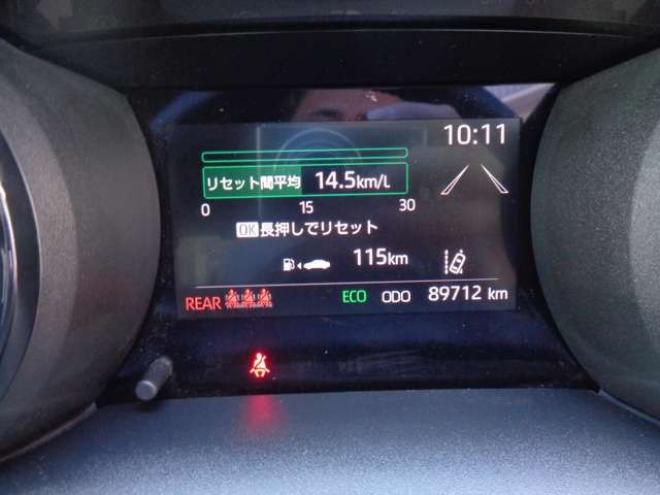 10:11
リセット間平均 14.5km/L
0 15 30
OK長押しでリセット
115km
REAR ECO ODO 89712 km